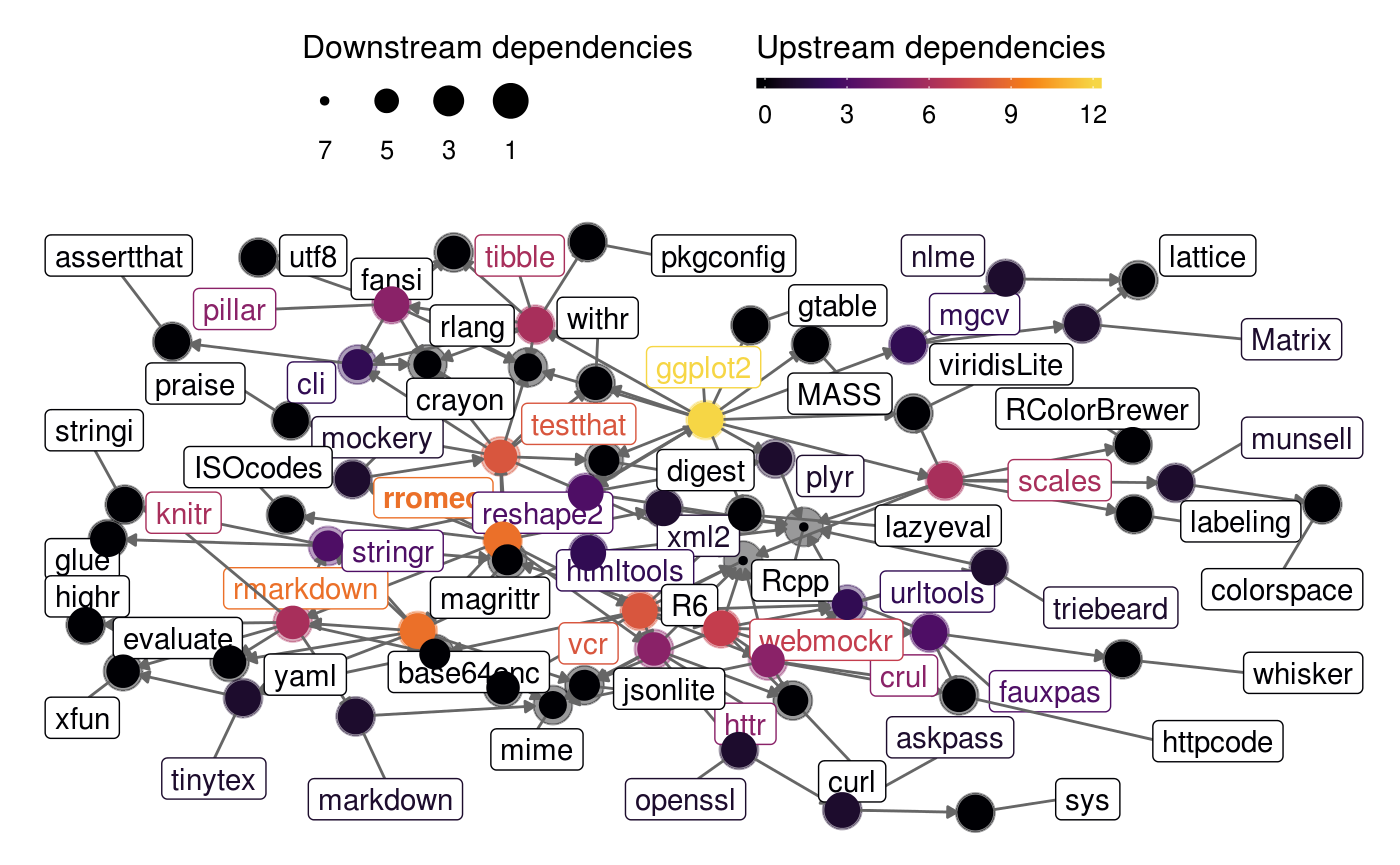 Downstream dependencies
7 5 3 1
Upstream dependencies
0 3 6 9 12
assertthat
utf8
fansi
tibble
pkgconfig
nlme
lattice
pillar
rlang
withr
gtable
mgcv
Matrix
praise
cli
crayon
ggplot2
MASS
viridisLite
stringi
mockery
testthat
RColorBrewer
munsell
ISOcodes
digest
plyr
scales
knitr
reshape2
xml2
lazyeval
labeling
glue
stringr
htmltools
Rcpp
colorspace
highr
rmarkdown
magrittr
R6
urltools
triebeard
evaluate
vcr
webmockr
yaml
base64enc
jsonlite
crul
fauxpas
whisker
xfun
mime
httr
askpass
httpcode
tinytex
markdown
openssl
curl
sys